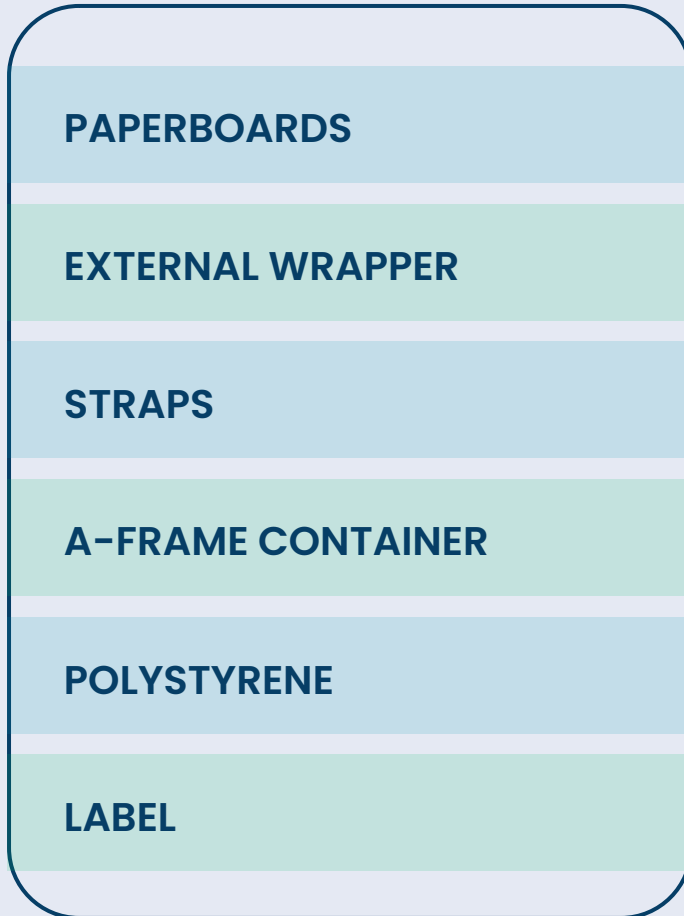 PAPERBOARDS
EXTERNAL WRAPPER
STRAPS
A-FRAME CONTAINER
POLYSTYRENE
LABEL